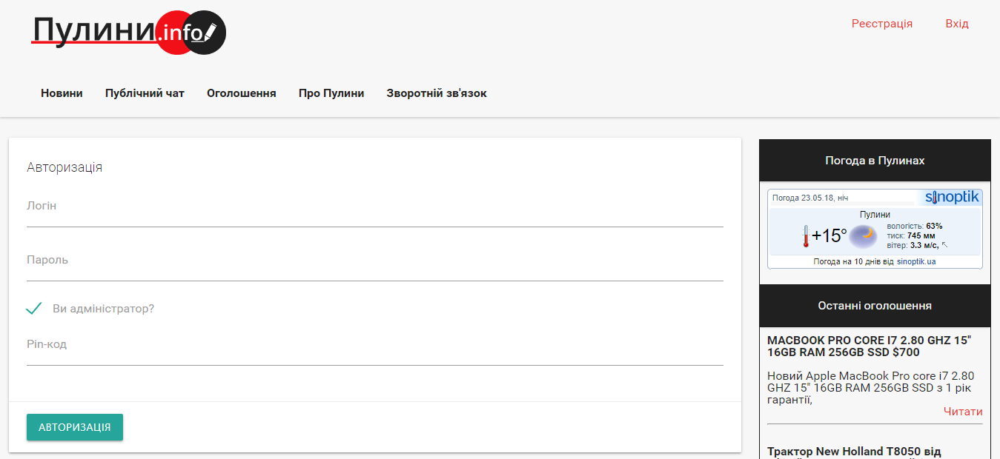 Пулини.info
Реєстрація Вхід
Новини Публічний чат Оголошення Про Пулини Зворотній зв'язок
Авторизація
Логін
Пароль
Ви адміністратор?
Pin-код
АВТОРИЗАЦІЯ
Погода в Пулинах
Погода 23.05.18, ніч
sinoptik
Пулини
+15°
вологість: 63%
тиск: 745 мм
вітер: 3.3 м/с,
Погода на 10 днів від sinoptik.ua
Останні оголошення
MACBOOK PRO CORE I7 2.80 GHZ 15"
16GB RAM 256GB SSD $700
Новий Apple MacBook Pro core i7 2.80
GHZ 15" 16GB RAM 256GB SSD з 1 рік
гарантії,
Читати
Трактор New Holland T8050 від